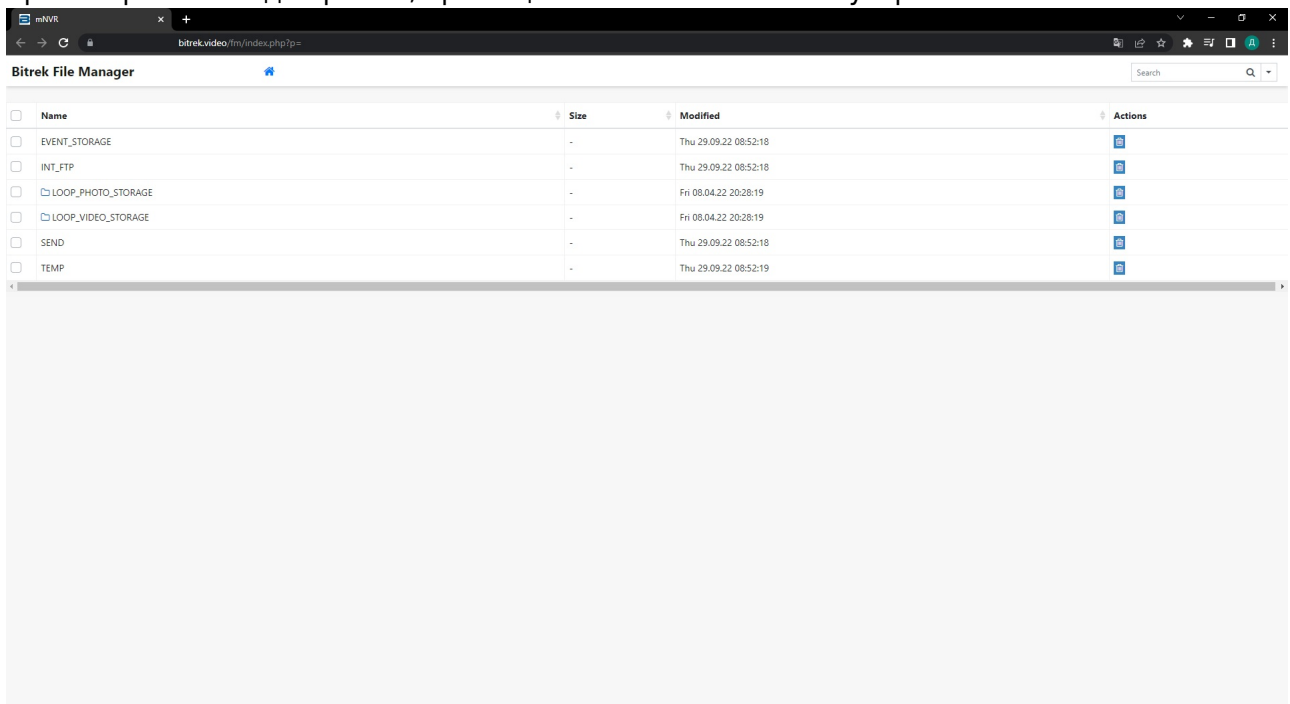 mNVR
bitrek.video/fm/index.php?p=
Bitrek File Manager
Search
Name Size Modified Actions
EVENT_STORAGE - Thu 29.09.22 08:52:18
INT_FTP - Thu 29.09.22 08:52:18
LOOP_PHOTO_STORAGE - Fri 08.04.22 20:28:19
LOOP_VIDEO_STORAGE - Fri 08.04.22 20:28:19
SEND - Thu 29.09.22 08:52:18
TEMP - Thu 29.09.22 08:52:19